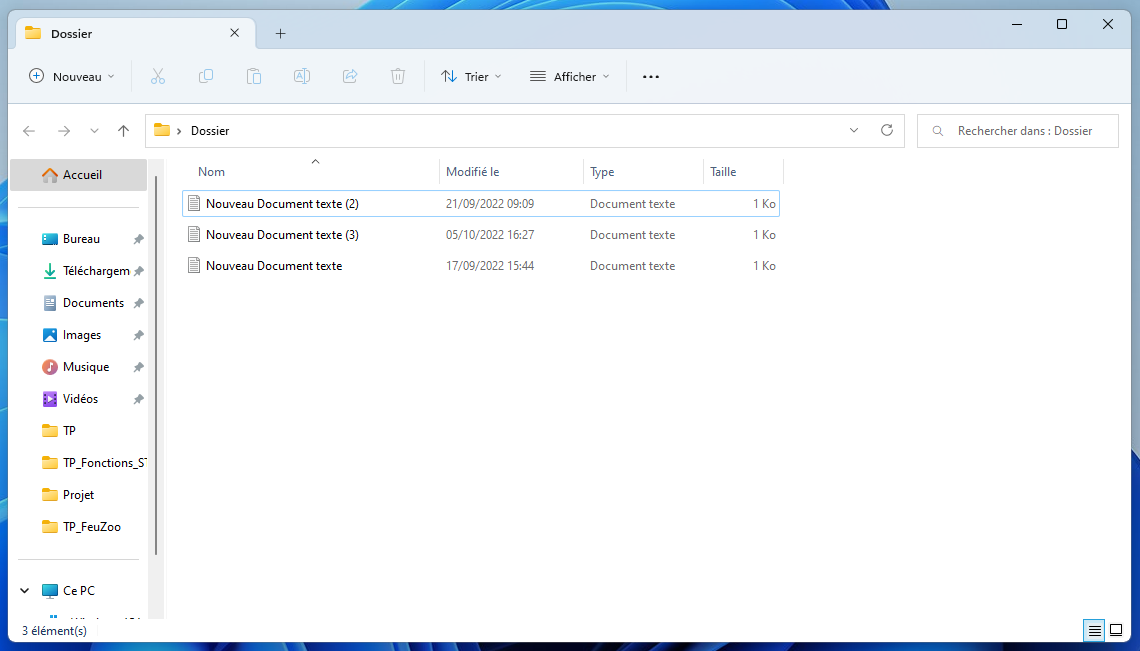 Dossier
Nouveau
Trier
Afficher
Dossier
Rechercher dans : Dossier
Accueil
Bureau
Téléchargem
Documents
Images
Musique
Vidéos
TP
TP_Fonctions_ST
Projet
TP_FeuZoo
Ce PC
Nom Modifié le Type Taille
Nouveau Document texte (2) 21/09/2022 09:09 Document texte 1 Ko
Nouveau Document texte (3) 05/10/2022 16:27 Document texte 1 Ko
Nouveau Document texte 17/09/2022 15:44 Document texte 1 Ko
3 élément(s)